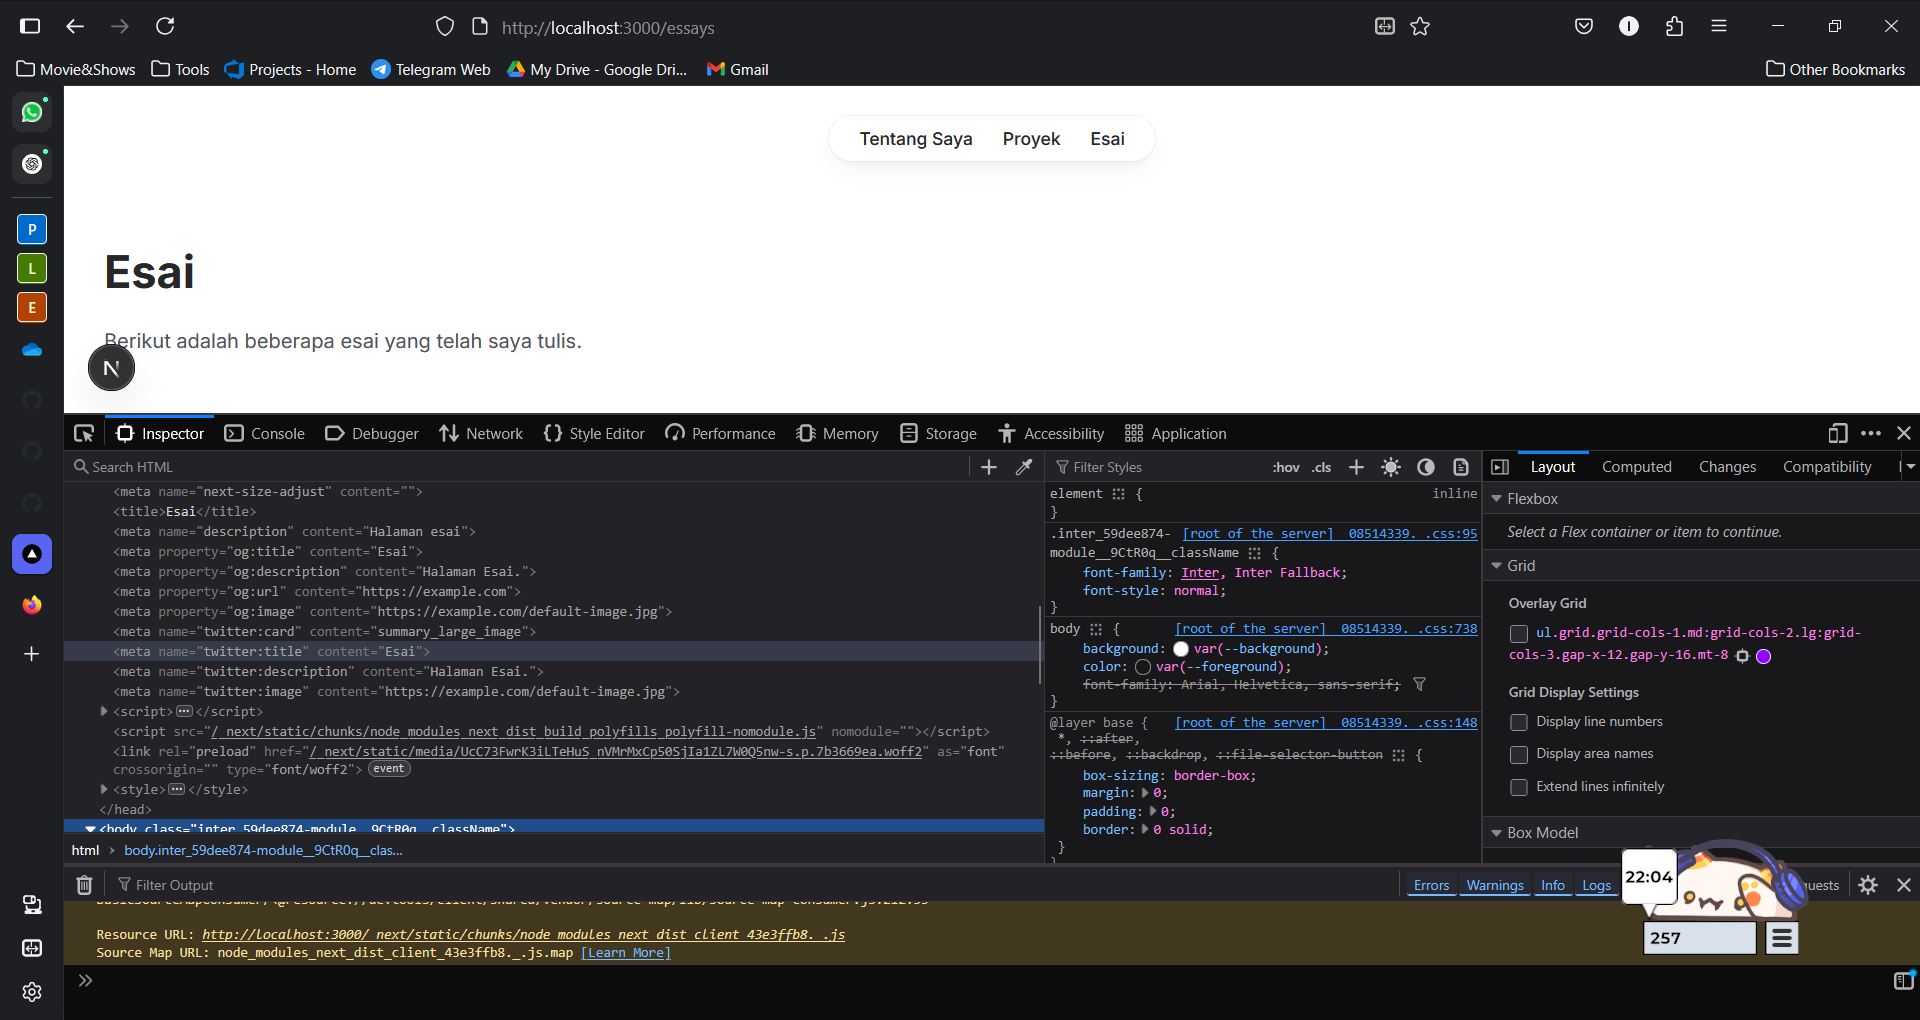 http://localhost:3000/essays
Movie&Shows
Tools
Projects - Home
Telegram Web
My Drive - Google Dri...
Gmail
Other Bookmarks
P
L
E
Tentang Saya
Proyek
Esai
Esai
Berikut adalah beberapa esai yang telah saya tulis.
N
Inspector
Console
Debugger
Network
Style Editor
Performance
Memory
Storage
Accessibility
Application
Search HTML
<meta name="next-size-adjust" content="">
<title>Esai</title>
<meta name="description" content="Halaman esai">
<meta property="og:title" content="Esai">
<meta property="og:description" content="Halaman Esai.">
<meta property="og:url" content="https://example.com">
<meta property="og:image" content="https://example.com/default-image.jpg">
<meta name="twitter:card" content="summary_large_image">
<meta name="twitter:title" content="Esai">
<meta name="twitter:description" content="Halaman Esai.">
<meta name="twitter:image" content="https://example.com/default-image.jpg">
<script></script>
<script src="/_next/static/chunks/node_modules_next_dist_build_polyfills_polyfill-nomodule.js" nomodule=""></script>
<link rel="preload" href="/_next/static/media/UcC73FwrK3iLTeHuS_nVMrMxCp50SjIa1ZL7W0Q5nw-s.p.7b3669ea.woff2" as="font"
crossorigin="" type="font/woff2"> event
<style></style>
</head>
<body class="inter_59dee874-module__9CtR0q__className">
html
body.inter_59dee874-module__9CtR0q__clas...
Filter Styles
:hov
.cls
element {
inline
}
.inter_59dee874-
[root of the server]__08514339._.css:95
module__9CtR0q__className {
font-family: Inter, Inter Fallback;
font-style: normal;
}
body {
[root of the server]__08514339._.css:738
background: var(--background);
color: var(--foreground);
font-family: Arial, Helvetica, sans-serif;
}
@layer base {
[root of the server]__08514339._.css:148
*, ::after,
::before, ::backdrop, ::file-selector-button {
box-sizing: border-box;
margin: 0;
padding: 0;
border: 0 solid;
}
Layout
Computed
Changes
Compatibility
Flexbox
Select a Flex container or item to continue.
Grid
Overlay Grid
ul.grid.grid-cols-1.md:grid-cols-2.lg:grid-
cols-3.gap-x-12.gap-y-16.mt-8
Grid Display Settings
Display line numbers
Display area names
Extend lines infinitely
Box Model
Filter Output
Errors
Warnings
Info
Logs
22:04
257
Resource URL: http://localhost:3000/_next/static/chunks/node_modules_next_dist_client_43e3ffb8._.js
Source Map URL: node_modules_next_dist_client_43e3ffb8._.js.map [Learn More]